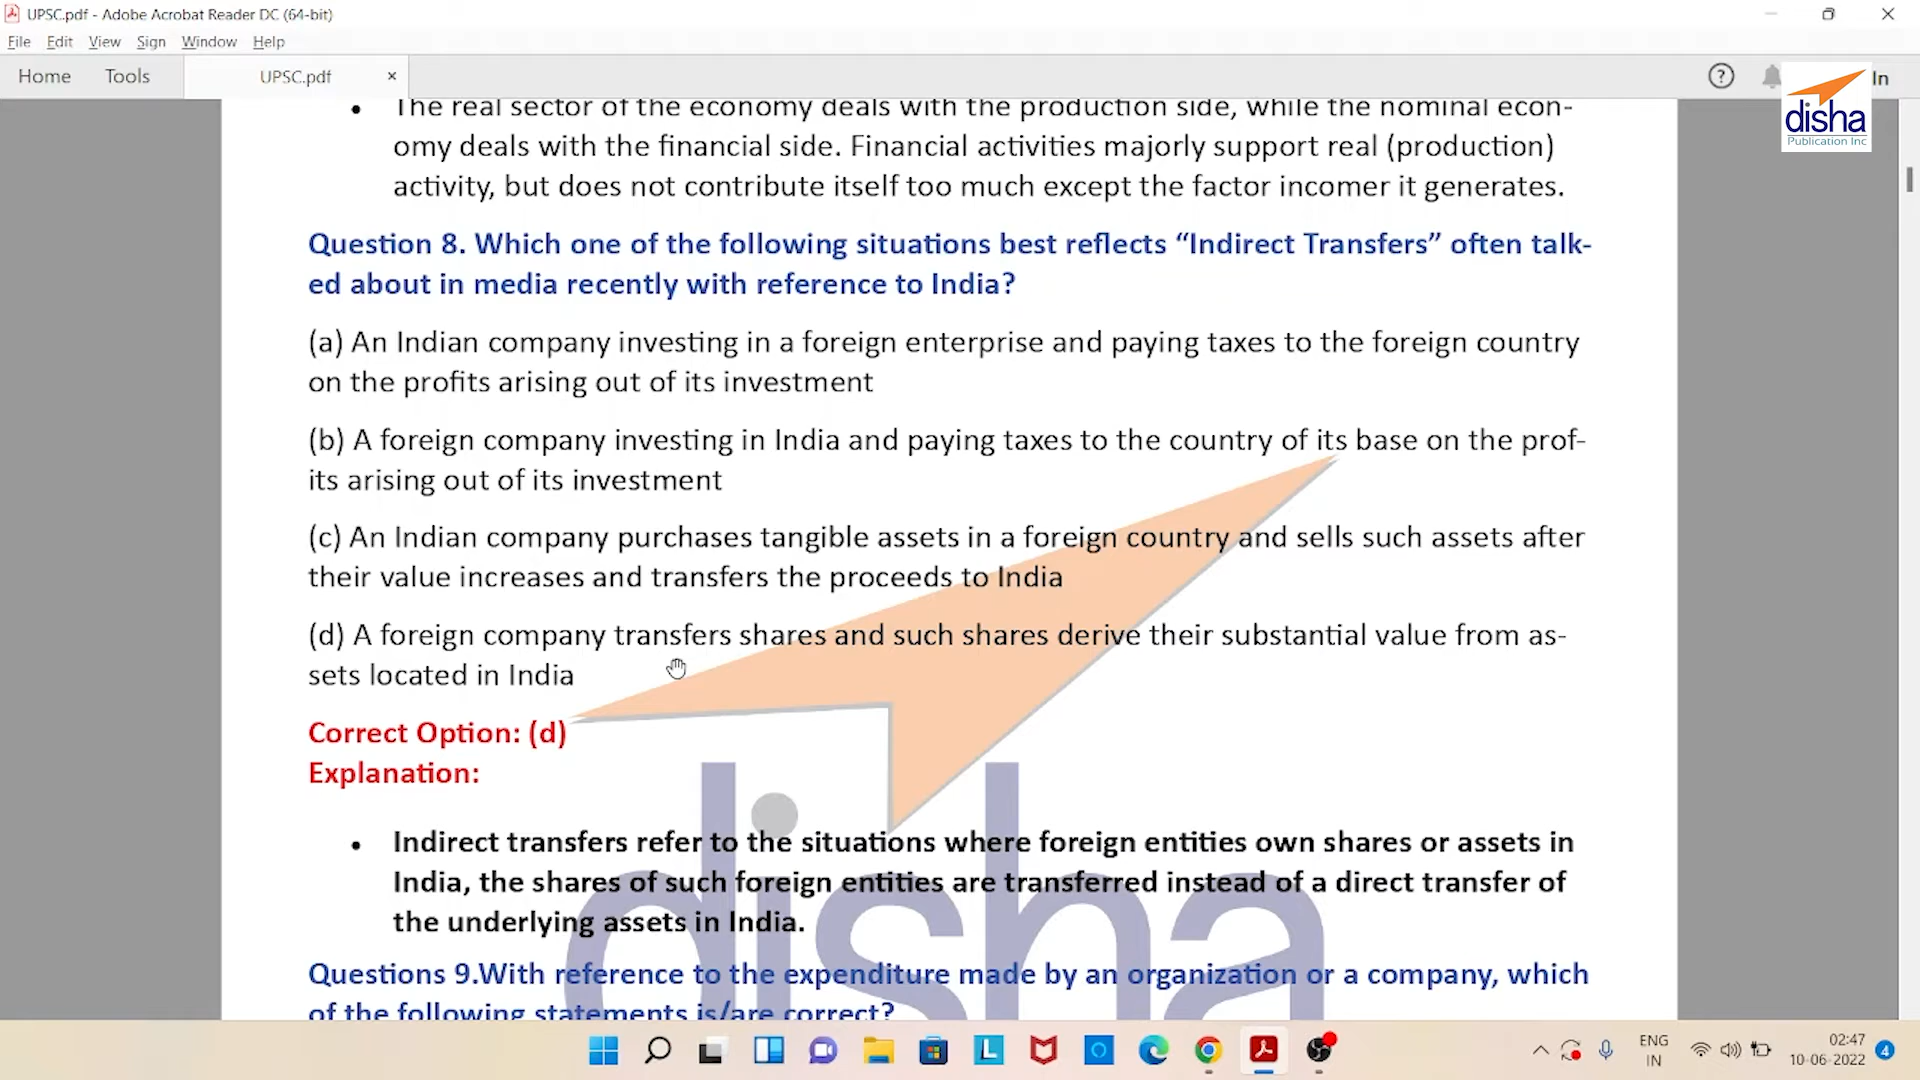 UPSC.pdf - Adobe Acrobat Reader DC (64-bit)
File Edit View Sign Window Help
Home Tools UPSC.pdf × In
disha
Publication Inc
• The real sector of the economy deals with the production side, while the nominal econ-
omy deals with the financial side. Financial activities majorly support real (production)
activity, but does not contribute itself too much except the factor incomer it generates.
Question 8. Which one of the following situations best reflects “Indirect Transfers” often talk-
ed about in media recently with reference to India?
(a) An Indian company investing in a foreign enterprise and paying taxes to the foreign country
on the profits arising out of its investment
(b) A foreign company investing in India and paying taxes to the country of its base on the prof-
its arising out of its investment
(c) An Indian company purchases tangible assets in a foreign country and sells such assets after
their value increases and transfers the proceeds to India
(d) A foreign company transfers shares and such shares derive their substantial value from as-
sets located in India
Correct Option: (d)
Explanation:
• Indirect transfers refer to the situations where foreign entities own shares or assets in
India, the shares of such foreign entities are transferred instead of a direct transfer of
the underlying assets in India.
disha
Questions 9.With reference to the expenditure made by an organization or a company, which
of the following statements is/are correct?
ENG
IN
02:47
10-06-2022
4